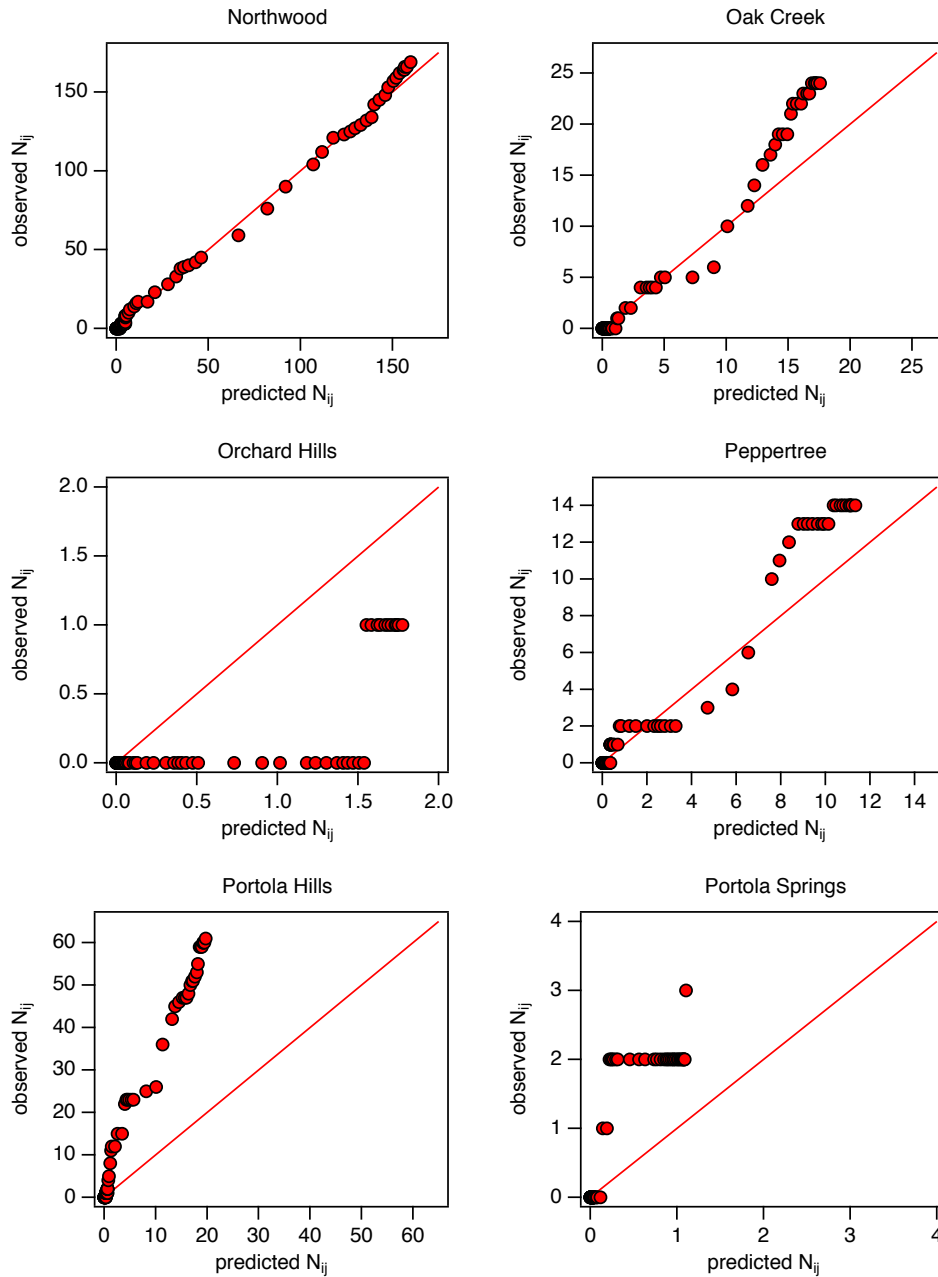 Northwood
150
100
50
0
observed N_ij
0 50 100 150
predicted N_ij
Oak Creek
25
20
15
10
5
0
observed N_ij
0 5 10 15 20 25
predicted N_ij
Orchard Hills
2.0
1.5
1.0
0.5
0.0
observed N_ij
0.0 0.5 1.0 1.5 2.0
predicted N_ij
Peppertree
14
12
10
8
6
4
2
0
observed N_ij
0 2 4 6 8 10 12 14
predicted N_ij
Portola Hills
60
50
40
30
20
10
0
observed N_ij
0 10 20 30 40 50 60
predicted N_ij
Portola Springs
4
3
2
1
0
observed N_ij
0 1 2 3 4
predicted N_ij